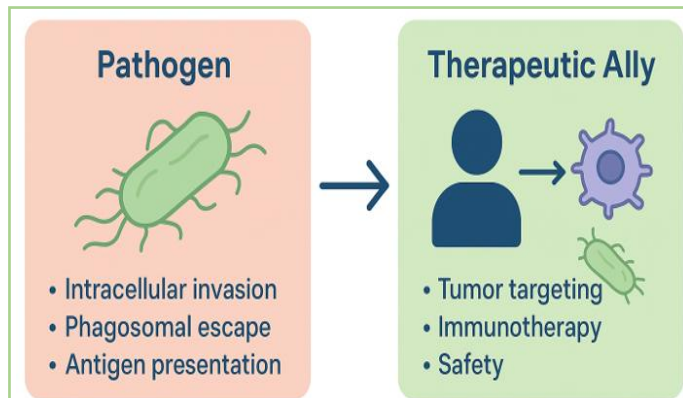 Pathogen
• Intracellular invasion
• Phagosomal escape
• Antigen presentation
Therapeutic Ally
• Tumor targeting
• Immunotherapy
• Safety